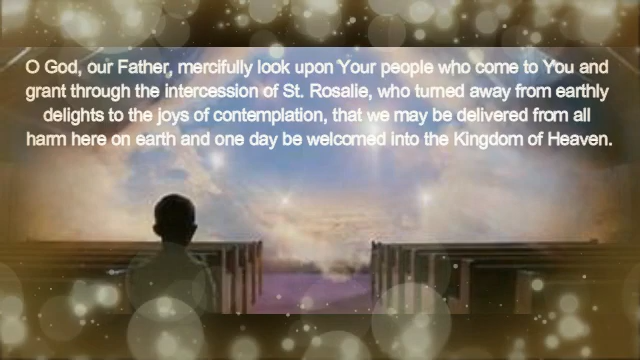 O God, our Father, mercifully look upon Your people who come to You and
grant through the intercession of St. Rosalie, who turned away from earthly
delights to the joys of contemplation, that we may be delivered from all
harm here on earth and one day be welcomed into the Kingdom of Heaven.